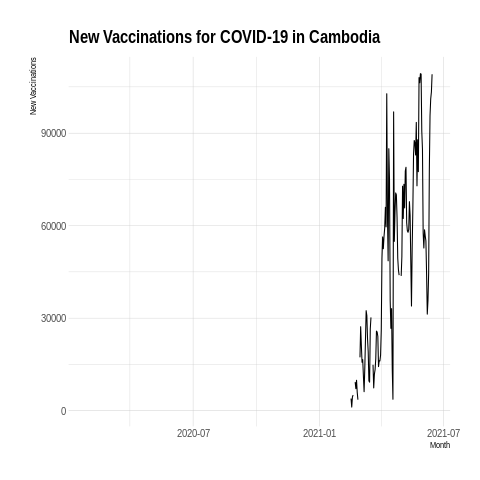 New Vaccinations for COVID-19 in Cambodia
New Vaccinations
90000
60000
30000
0
2020-07
2021-01
2021-07
Month